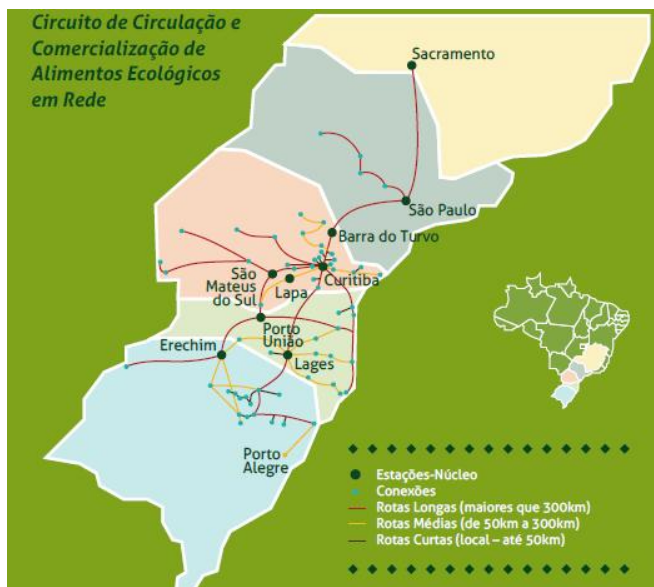 Circuito de Circulação e
Comercialização de
Alimentos Ecológicos
em Rede
Sacramento
São Paulo
Barra do Turvo
São
Mateus
do Sul
Lapa
Curitiba
Porto
União
Erechim
Lages
Porto
Alegre
Estações-Núcleo
Conexões
Rotas Longas (maiores que 300km)
Rotas Médias (de 50km a 300km)
Rotas Curtas (local – até 50km)